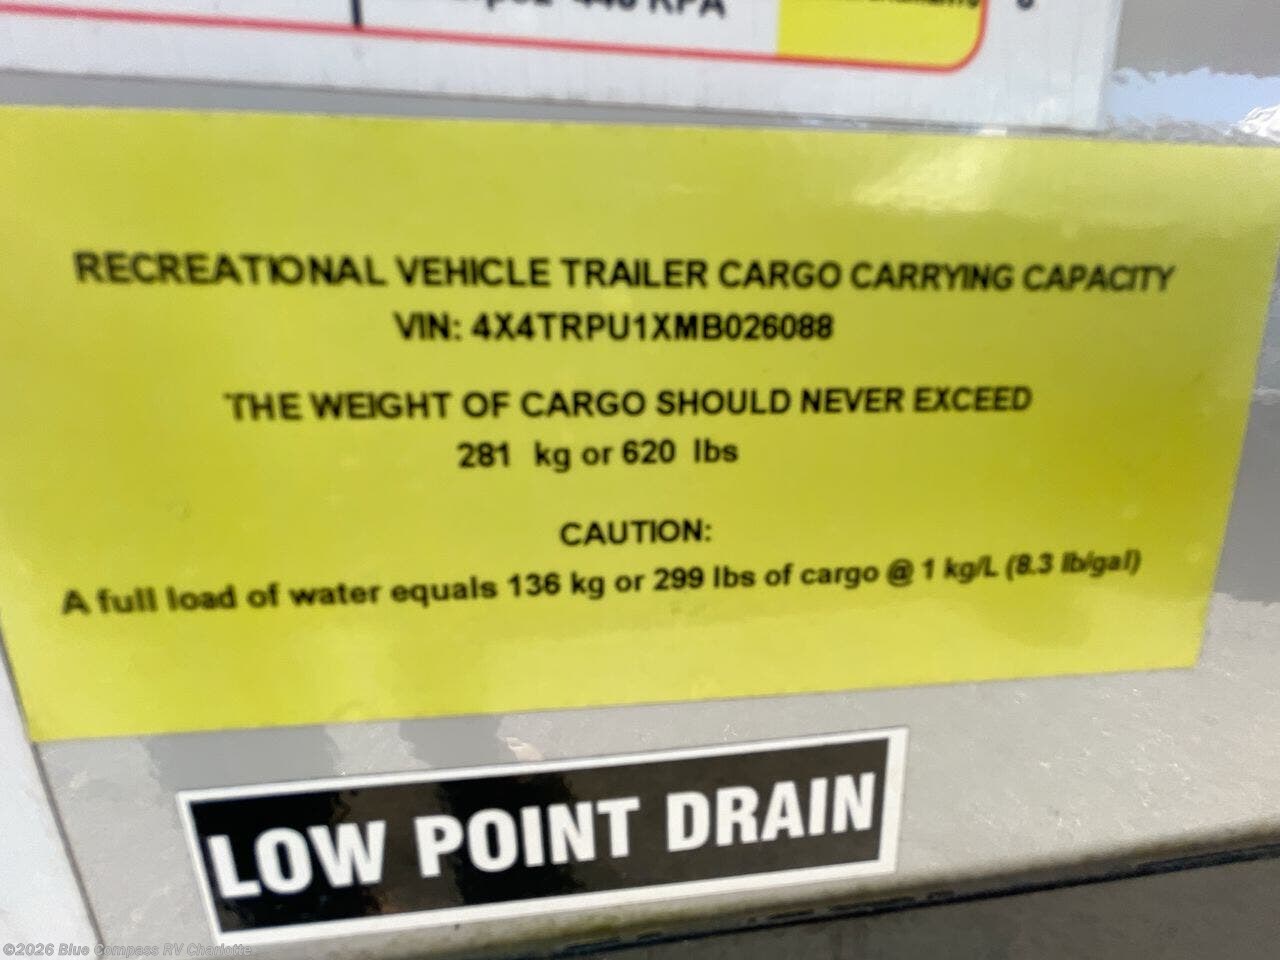 440 KPA
RECREATIONAL VEHICLE TRAILER CARGO CARRYING CAPACITY
VIN: 4X4TRPU1XMB026088
THE WEIGHT OF CARGO SHOULD NEVER EXCEED
281 kg or 620 lbs
CAUTION:
A full load of water equals 136 kg or 299 lbs of cargo @ 1 kg/L (8.3 lb/gal)
LOW POINT DRAIN
©2026 Blue Compass RV Charlotte